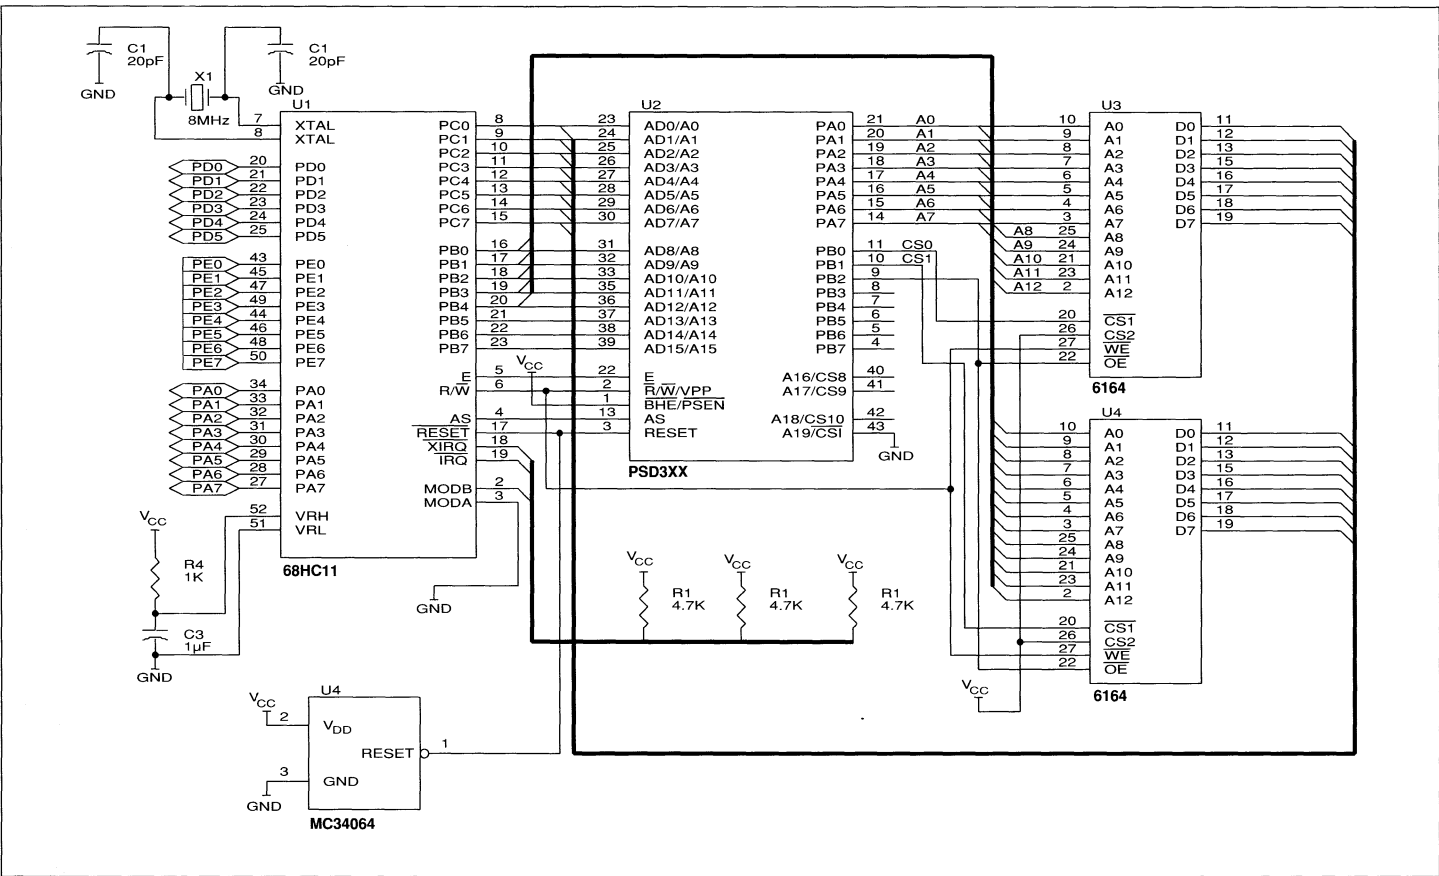 C1
20pF
GND
X1
8MHz
C1
20pF
GND
U1
7 XTAL
8 XTAL
PD0 20 PD0
PD1 21 PD1
PD2 22 PD2
PD3 23 PD3
PD4 24 PD4
PD5 25 PD5
PE0 43 PE0
PE1 45 PE1
PE2 47 PE2
PE3 49 PE3
PE4 44 PE4
PE5 46 PE5
PE6 48 PE6
PE7 50 PE7
PA0 34 PA0
PA1 33 PA1
PA2 32 PA2
PA3 31 PA3
PA4 30 PA4
PA5 29 PA5
PA6 28 PA6
PA7 27 PA7
52 VRH
51 VRL
PC0 8
PC1 9
PC2 10
PC3 11
PC4 12
PC5 13
PC6 14
PC7 15
PB0 16
PB1 17
PB2 18
PB3 19
PB4 20
PB5 21
PB6 22
PB7 23
E 5
R/W 6
AS 4
RESET 17
XIRQ 18
IRQ 19
MODB 2
MODA 3
68HC11
GND
VCC
R4
1K
C3
1µF
GND
VCC
U2
23 AD0/A0
24 AD1/A1
25 AD2/A2
26 AD3/A3
27 AD4/A4
28 AD5/A5
29 AD6/A6
30 AD7/A7
31 AD8/A8
32 AD9/A9
33 AD10/A10
35 AD11/A11
36 AD12/A12
37 AD13/A13
38 AD14/A14
39 AD15/A15
22 E
2 R/W/VPP
1 BHE/PSEN
13 AS
3 RESET
PA0 21 A0
PA1 20 A1
PA2 19 A2
PA3 18 A3
PA4 17 A4
PA5 16 A5
PA6 15 A6
PA7 14 A7
PB0 11 CS0
PB1 10 CS1
PB2 9
PB3 8
PB4 7
PB5 6
PB6 5
PB7 4
A16/CS8 40
A17/CS9 41
A18/CS10 42
A19/CSI 43
GND
PSD3XX
U3
10 A0
9 A1
8 A2
7 A3
6 A4
5 A5
4 A6
3 A7
A8 25 A8
A9 24 A9
A10 21 A10
A11 23 A11
A12 2 A12
20 CS1
26 CS2
27 WE
22 OE
D0 11
D1 12
D2 13
D3 15
D4 16
D5 17
D6 18
D7 19
6164
U4
10 A0
9 A1
8 A2
7 A3
6 A4
5 A5
4 A6
3 A7
25 A8
24 A9
21 A10
23 A11
2 A12
20 CS1
26 CS2
27 WE
22 OE
D0 11
D1 12
D2 13
D3 15
D4 16
D5 17
D6 18
D7 19
6164
VCC
VCC
R1
4.7K
VCC
R1
4.7K
VCC
R1
4.7K
U4
VCC
2 VDD
RESET 1
3 GND
GND
MC34064